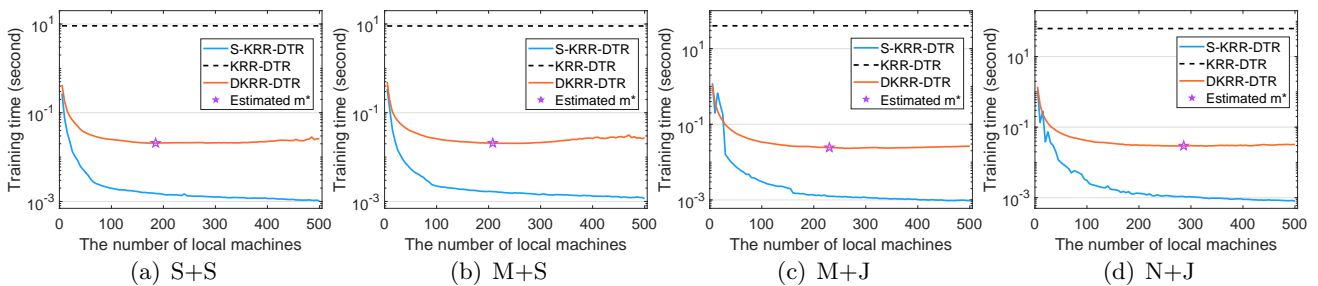 Training time (second)
10^1
10^-1
10^-3
S-KRR-DTR
KRR-DTR
DKRR-DTR
Estimated m*
0 100 200 300 400 500
The number of local machines
(a) S+S
Training time (second)
10^1
10^-1
10^-3
S-KRR-DTR
KRR-DTR
DKRR-DTR
Estimated m*
0 100 200 300 400 500
The number of local machines
(b) M+S
Training time (second)
10^1
10^-1
10^-3
S-KRR-DTR
KRR-DTR
DKRR-DTR
Estimated m*
0 100 200 300 400 500
The number of local machines
(c) M+J
Training time (second)
10^1
10^-1
10^-3
S-KRR-DTR
KRR-DTR
DKRR-DTR
Estimated m*
0 100 200 300 400 500
The number of local machines
(d) N+J